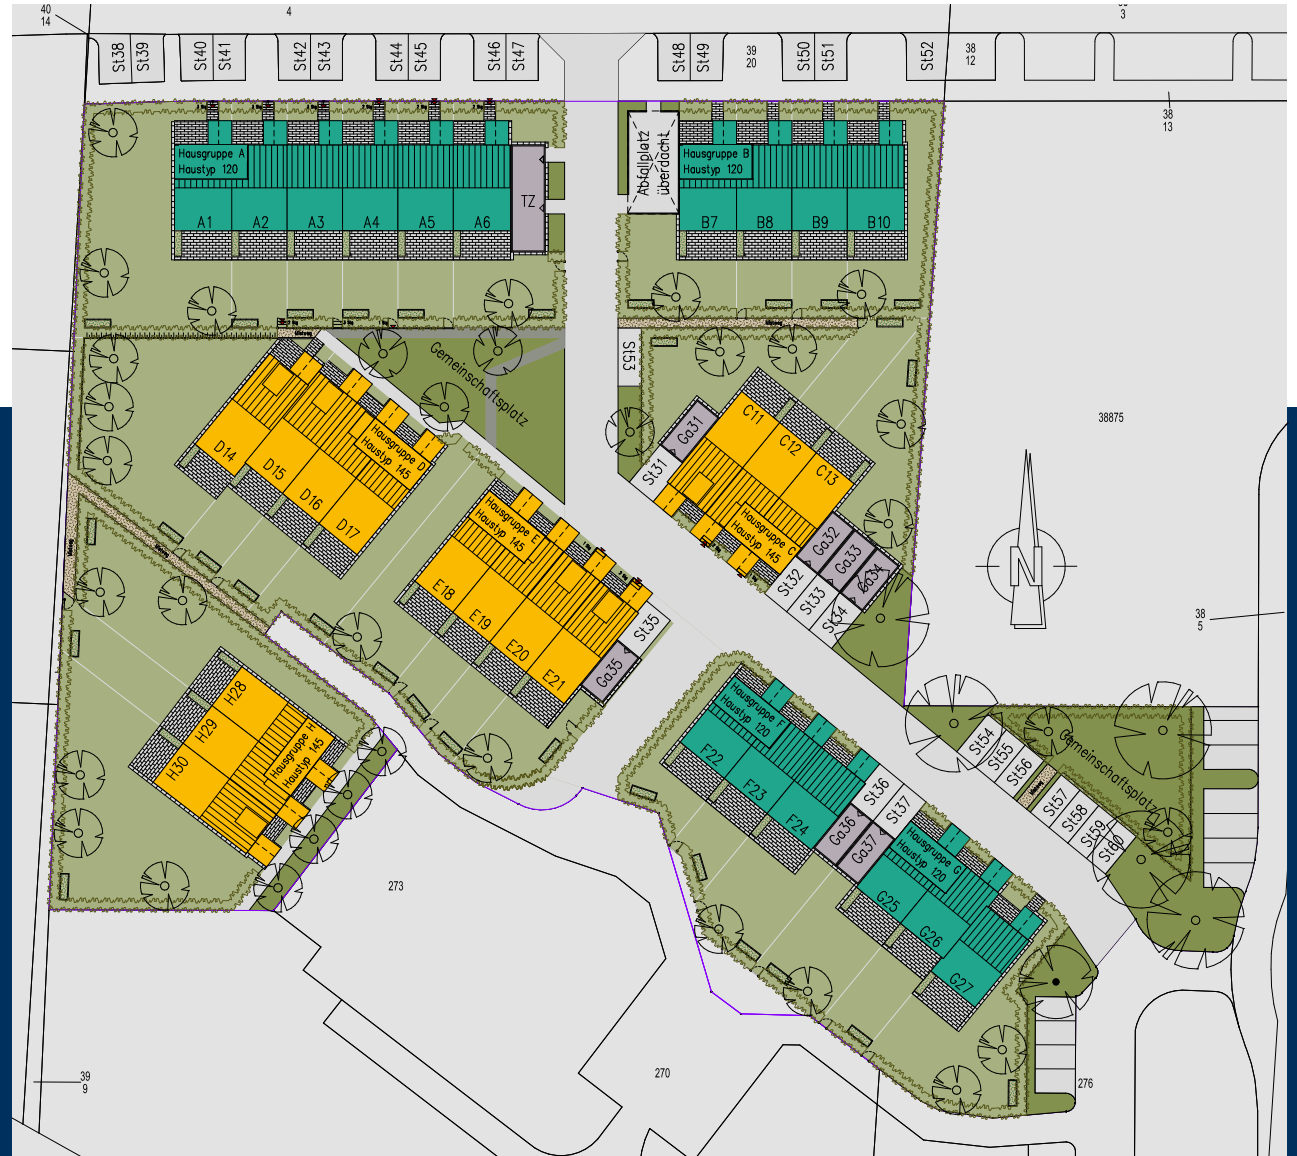 40
14
4
3
St38
St39
St40
St41
St42
St43
St44
St45
St46
St47
St48
St49
39
20
St50
St51
St52
38
12
38
13
Hausgruppe A
Haustyp 120
A1
A2
A3
A4
A5
A6
TZ
Abfallplatz
überdacht
Hausgruppe B
Haustyp 120
B7
B8
B9
B10
Gemeinschaftsplatz
St53
38875
Hausgruppe D
Haustyp 145
D14
D15
D16
D17
Ga31
St31
C11
C12
C13
Hausgruppe C
Haustyp 145
Ga32
Ga33
Ga34
St32
St33
St34
N
Hausgruppe E
Haustyp 145
E18
E19
E20
E21
St35
Ga35
38
5
H28
H29
H30
Hausgruppe H
Haustyp 145
Hausgruppe F
Haustyp 120
F22
F23
F24
St36
St37
Ga36
Ga37
St54
St55
St56
St57
St58
St59
St60
Gemeinschaftsplatz
Hausgruppe G
Haustyp 120
G25
G26
G27
273
270
276
39
9